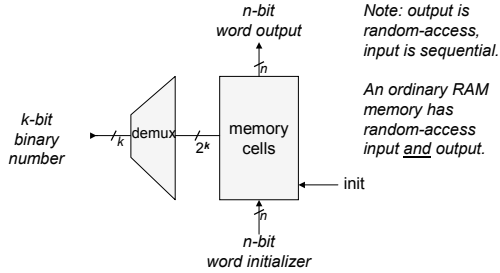 n-bit
word output
n
Note: output is
random-access,
input is sequential.
An ordinary RAM
memory has
random-access
input and output.
k-bit
binary
number
k
demux
2k
memory
cells
init
n
n-bit
word initializer